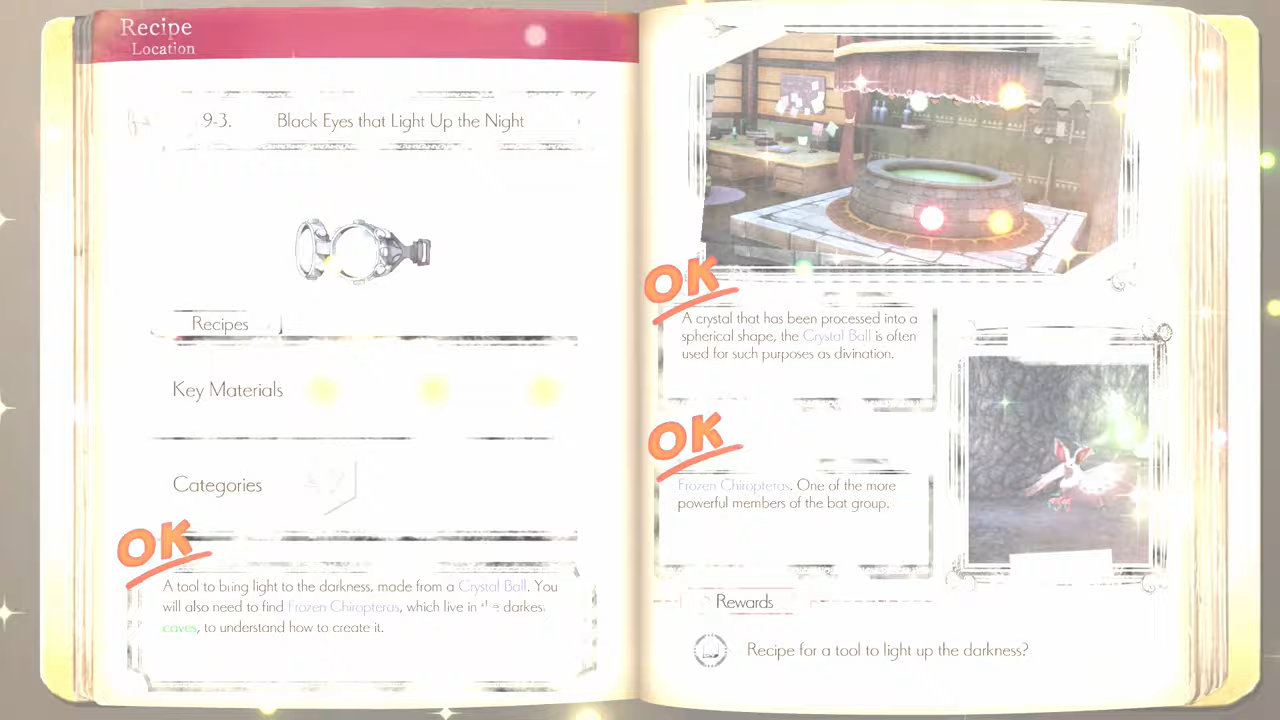 Recipe
Location
9-3. Black Eyes that Light Up the Night
Recipes
Key Materials
Categories
OK
A tool to bring light the darkness, made Crystal Ball. You
will also need to find Frozen Chiropteras, which live in the darkest
caves, to understand how to create it.
OK
A crystal that has been processed into a
spherical shape, the Crystal Ball is often
used for such purposes as divination.
OK
Frozen Chiropteras. One of the more
powerful members of the bat group.
Rewards
Recipe for a tool to light up the darkness?